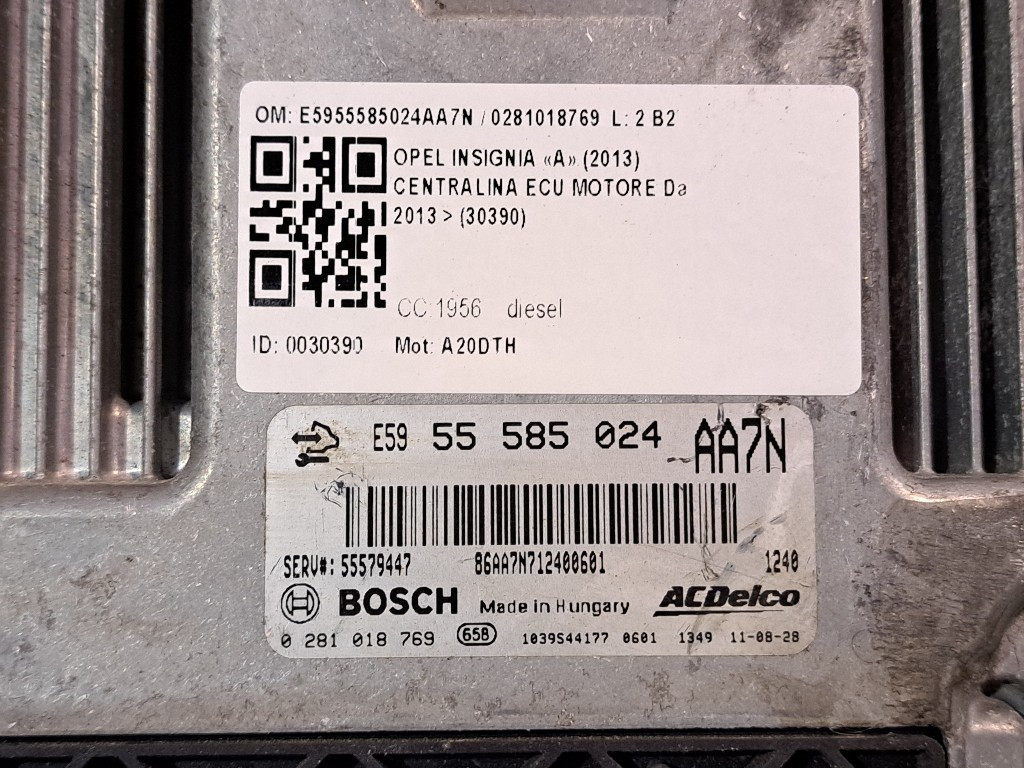 OM: E5955585024AA7N / 0281018769 L: 2 B2
OPEL INSIGNIA «A» (2013)
CENTRALINA ECU MOTORE Da
2013 > (30390)
CC:1956 diesel
ID: 0030390 Mot: A20DTH
E59 55 585 024 AA7N
SERV#: 55579447 86AA7N712400601 1240
BOSCH Made in Hungary ACDelco
0 281 018 769 658 1039S44177 0601 1349 11-08-28